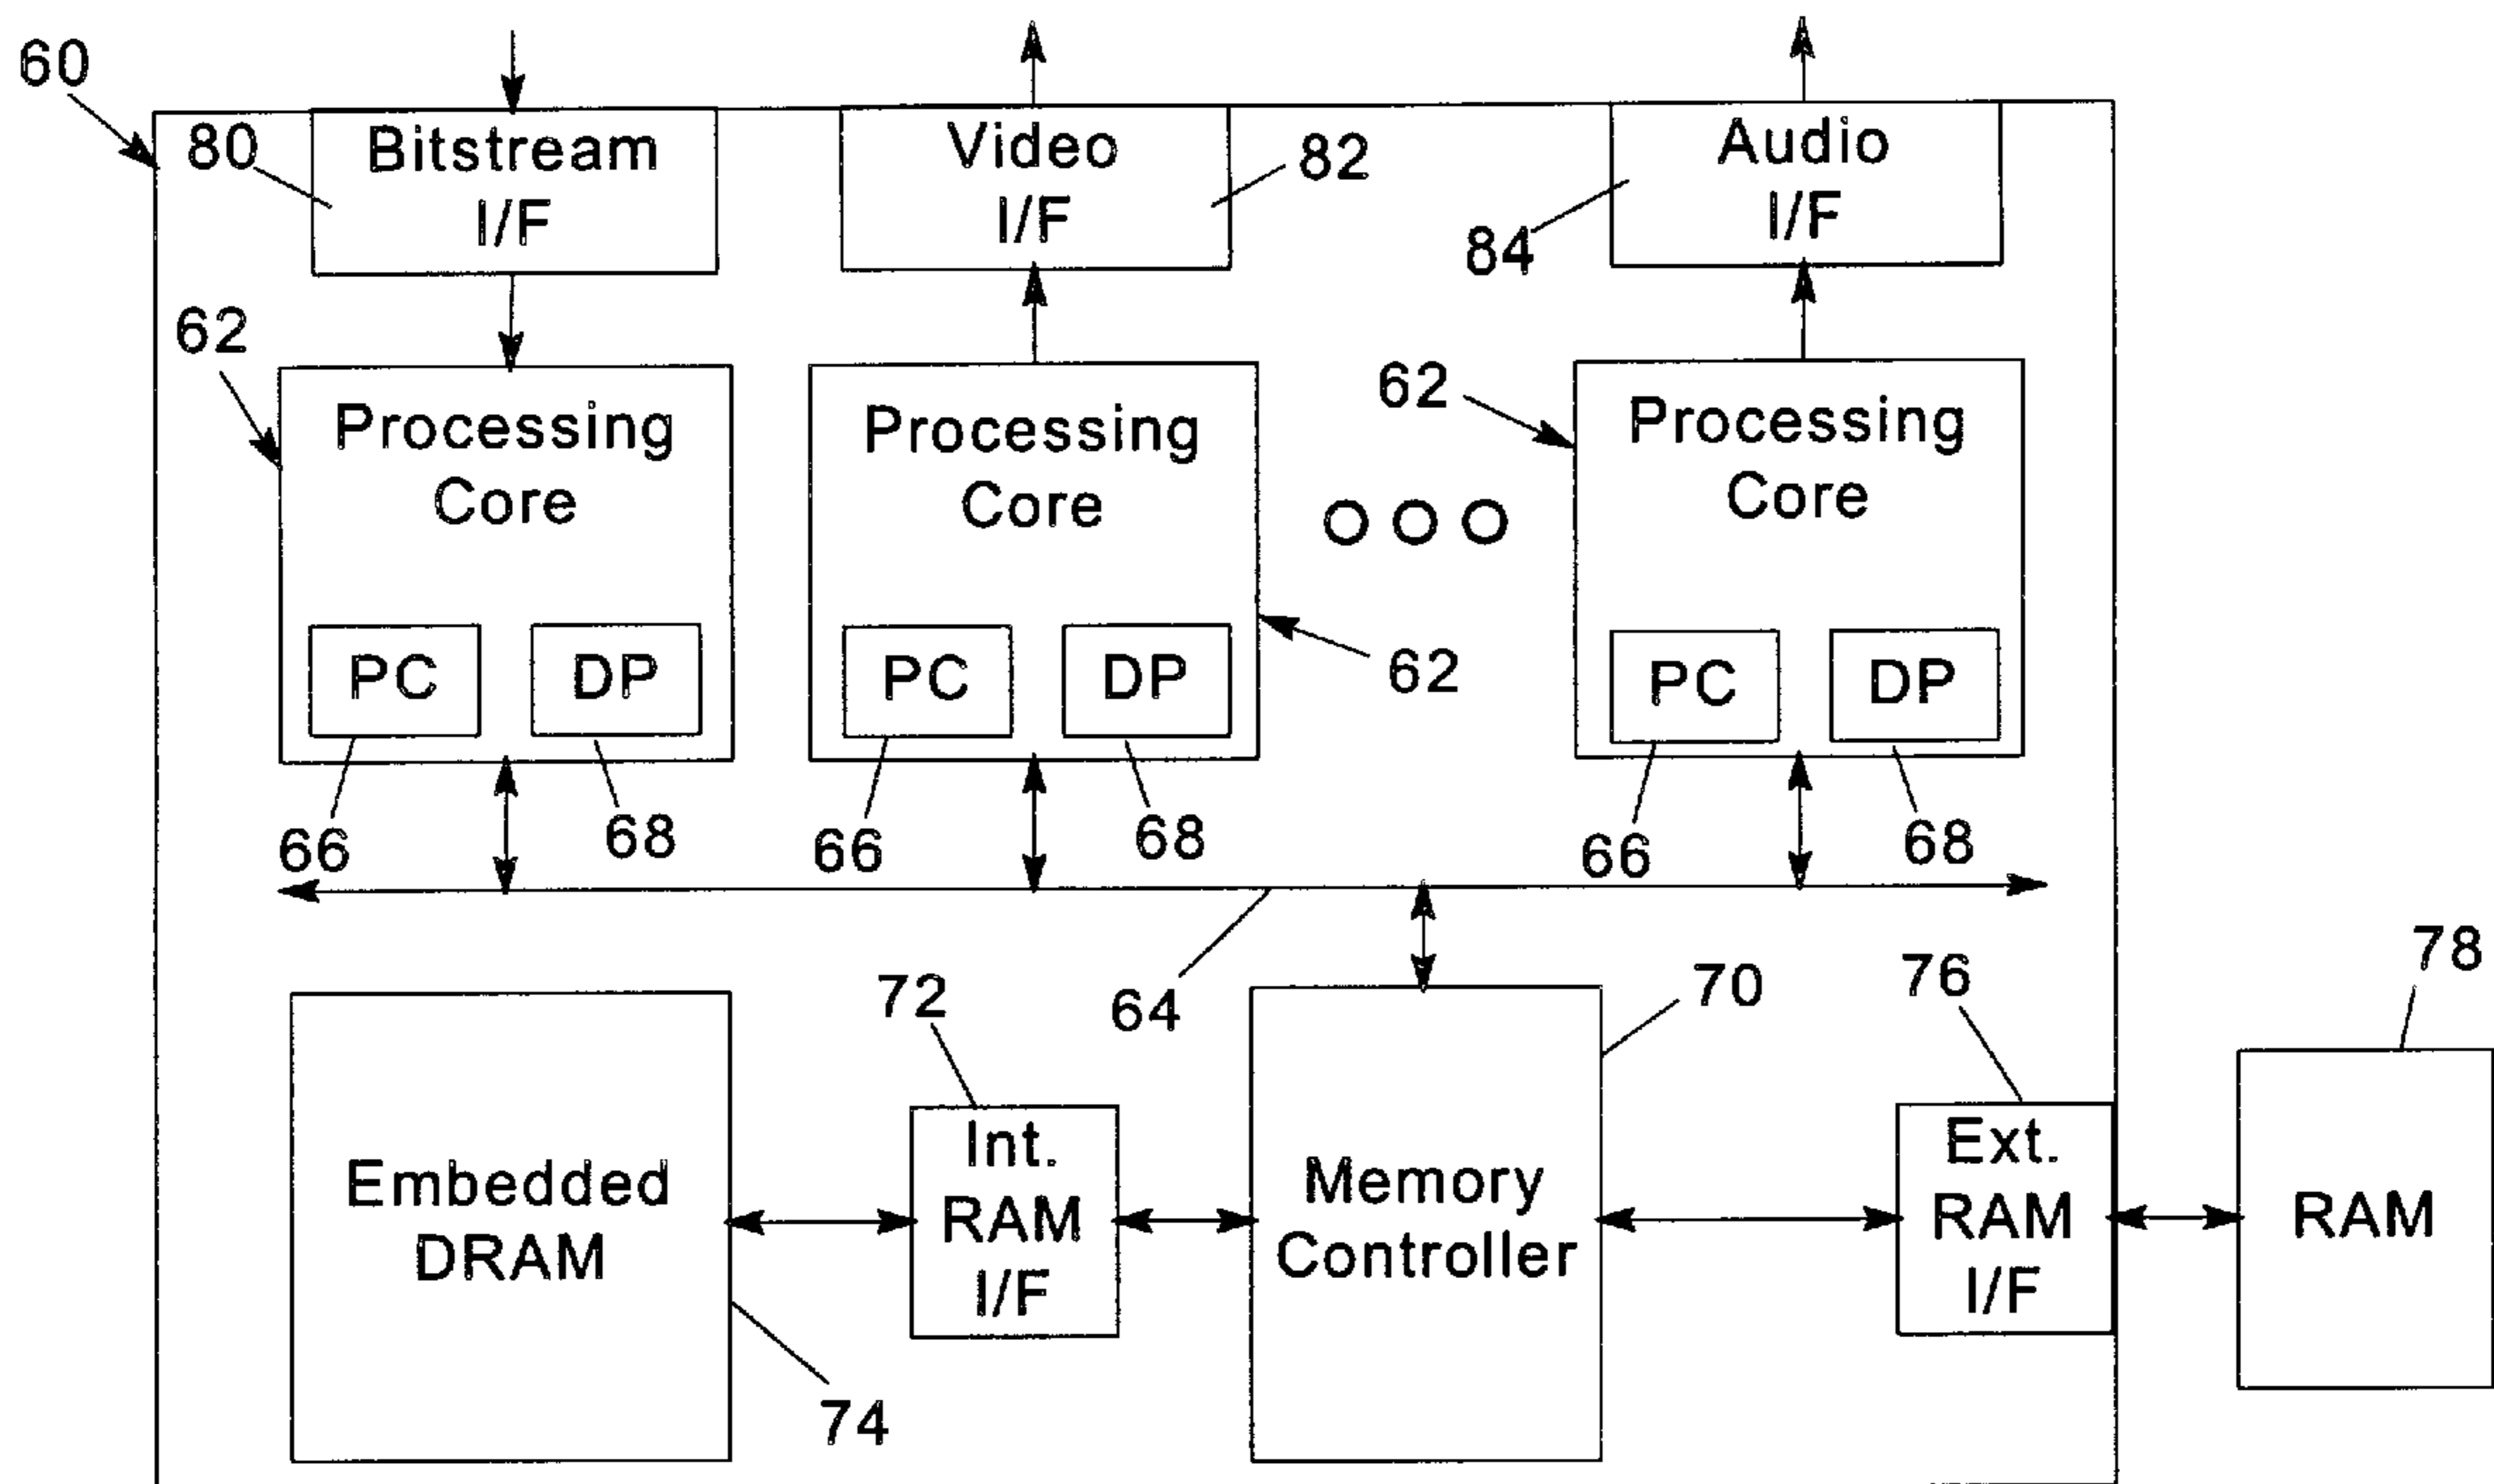 60
80
Bitstream
I/F
Video
I/F
82
Audio
I/F
84
62
Processing
Core
Processing
Core
62
Processing
Core
PC
DP
PC
DP
62
PC
DP
66
68
66
68
66
68
64
72
70
76
78
Embedded
DRAM
Int.
RAM
I/F
Memory
Controller
Ext.
RAM
I/F
RAM
74